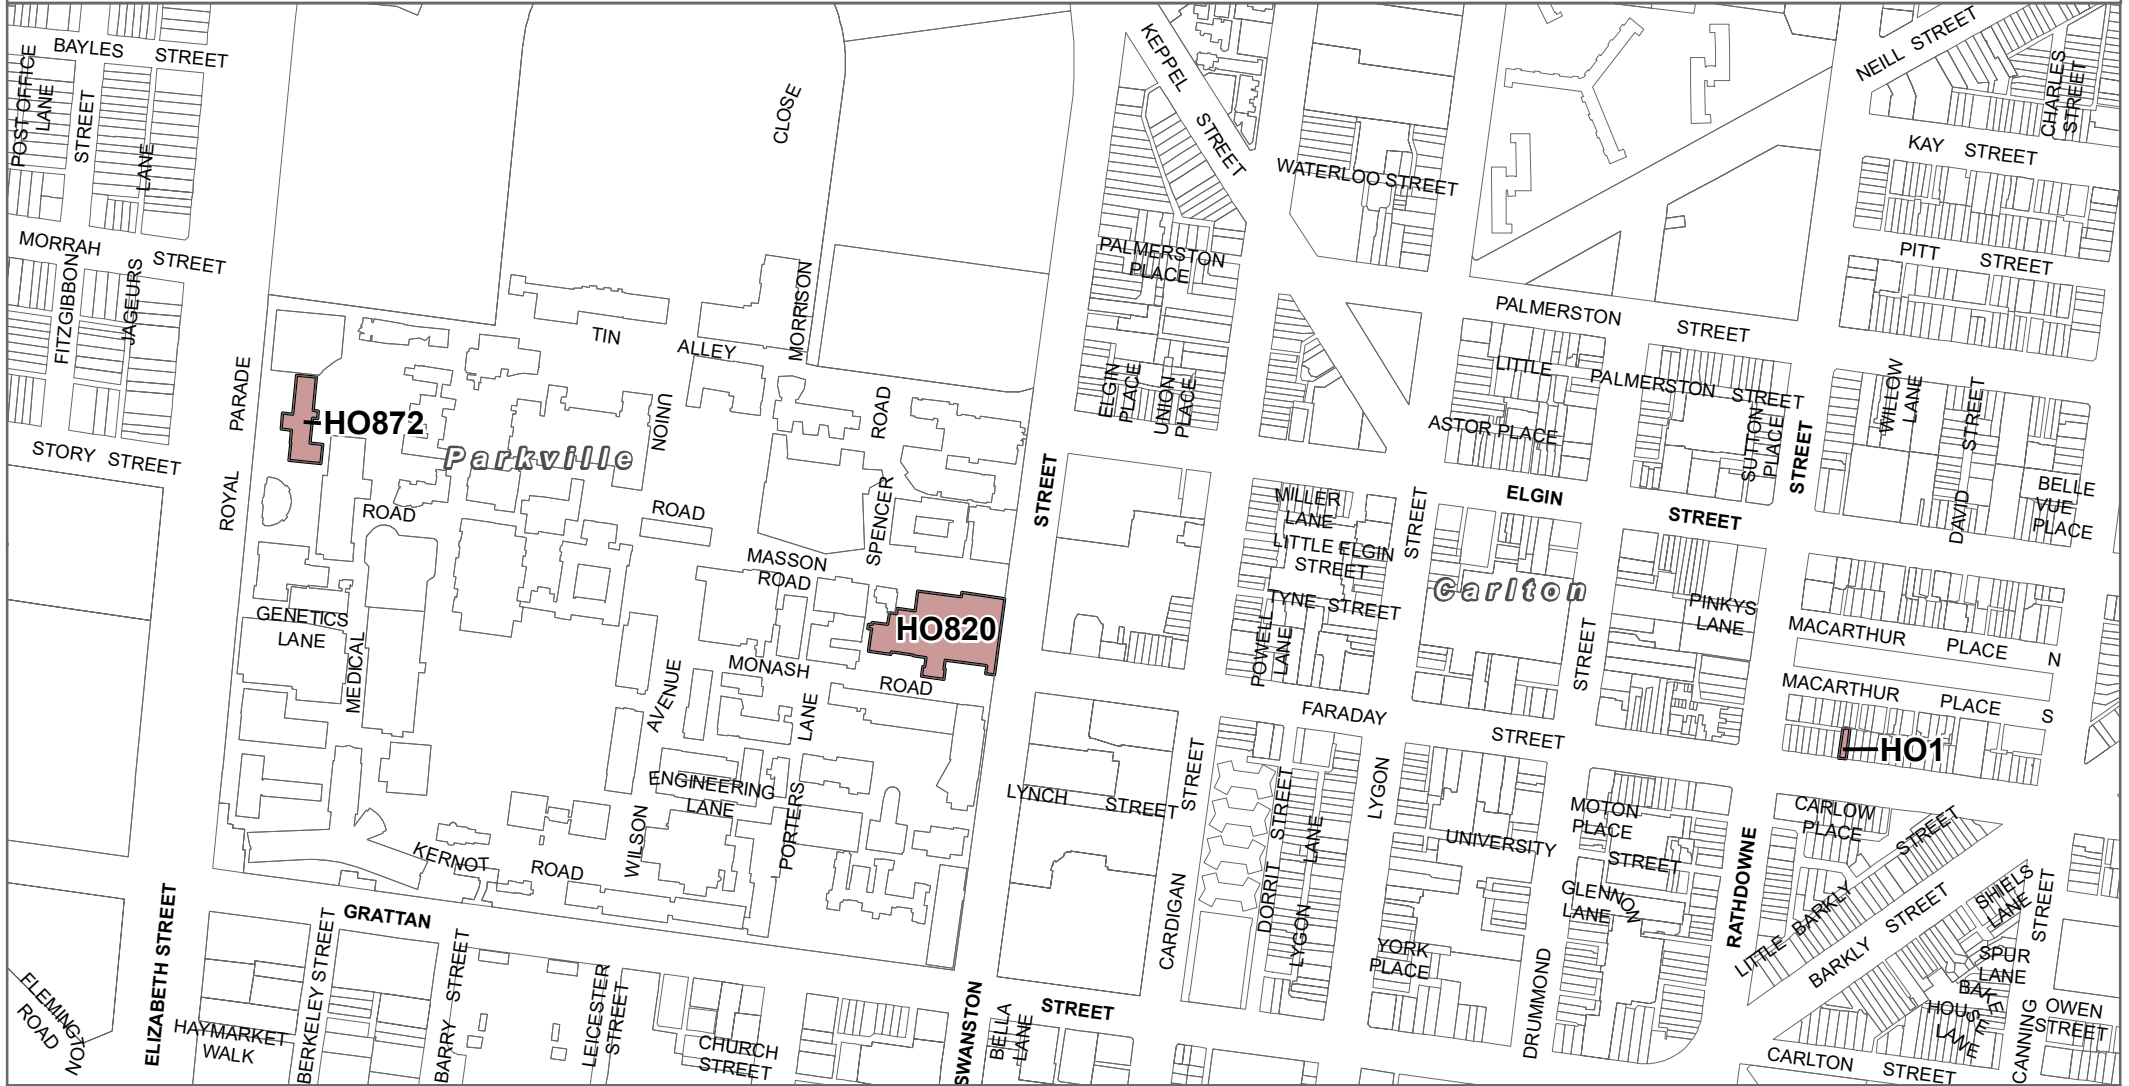 BAYLES STREET
POST OFFICE
LANE
STREET
LANE
MORRAH STREET
FITZGIBBON
JAGEURS
STORY STREET
ROYAL PARADE
HO872
Parkville
CLOSE
MORRISON
TIN ALLEY
UNION
ROAD
ROAD
ROAD
SPENCER
MASSON
ROAD
HO820
GENETICS
LANE
MEDICAL
MONASH
ROAD
AVENUE
LANE
ENGINEERING
LANE
WILSON
PORTERS
KERNOT ROAD
GRATTAN
STREET
ELIZABETH STREET
FLEMINGTON
ROAD
HAYMARKET
WALK
BERKELEY STREET
BARRY STREET
LEICESTER
STREET
CHURCH
STREET
SWANSTON
STREET
BELLA
LANE
KEPPEL STREET
WATERLOO STREET
PALMERSTON
PLACE
ELGIN
PLACE
UNION
PLACE
NEILL STREET
CHARLES
STREET
KAY STREET
PITT STREET
PALMERSTON STREET
LITTLE PALMERSTON STREET
ASTOR PLACE
SUTTON
PLACE
STREET
WILLOW
LANE
DAVID STREET
BELLE
VUE
PLACE
ELGIN STREET
MILLER
LANE
LITTLE ELGIN
STREET
TYNE STREET
POWELL
LANE
STREET
Carlton
STREET
PINKYS
LANE
MACARTHUR PLACE N
MACARTHUR PLACE S
HO1
FARADAY STREET
LYNCH STREET
CARDIGAN STREET
DORRIT STREET
LYGON LANE
LYGON
UNIVERSITY STREET
MOTON
PLACE
GLENNON
LANE
YORK
PLACE
DRUMMOND
RATHDOWNE
CARLOW
PLACE
LITTLE BARKLY STREET
BARKLY STREET
SHIELS
LANE
SPUR
LANE
BAKE
HOUSE
LANE
CANNING STREET
OWEN
STREET
CARLTON STREET